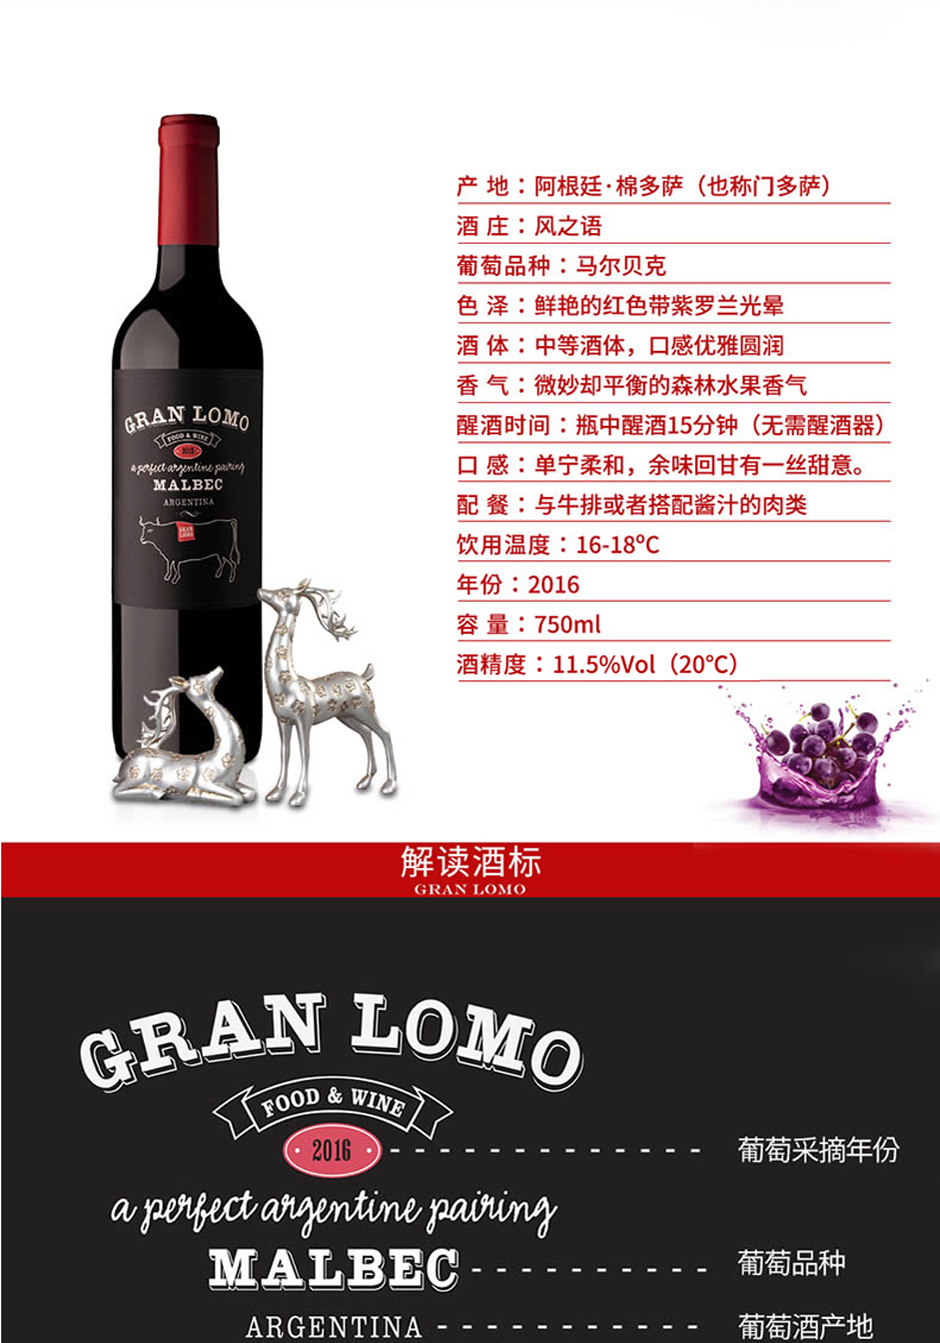 产 地：阿根廷·棉多萨（也称门多萨）
酒 庄：风之语
葡萄品种：马尔贝克
色 泽：鲜艳的红色带紫罗兰光晕
酒 体：中等酒体，口感优雅圆润
香 气：微妙却平衡的森林水果香气
醒酒时间：瓶中醒酒15分钟（无需醒酒器）
口 感：单宁柔和，余味回甘有一丝甜意。
配 餐：与牛排或者搭配酱汁的肉类
饮用温度：16-18ºC
年份：2016
容 量：750ml
酒精度：11.5%Vol（20℃）
GRAN LOMO
FOOD & WINE
2015
a perfect argentine pairing
MALBEC
ARGENTINA
GRAN
LOMO
解读酒标
GRAN LOMO
GRAN LOMO
FOOD & WINE
2016 葡萄采摘年份
a perfect argentine pairing
MALBEC 葡萄品种
ARGENTINA 葡萄酒产地